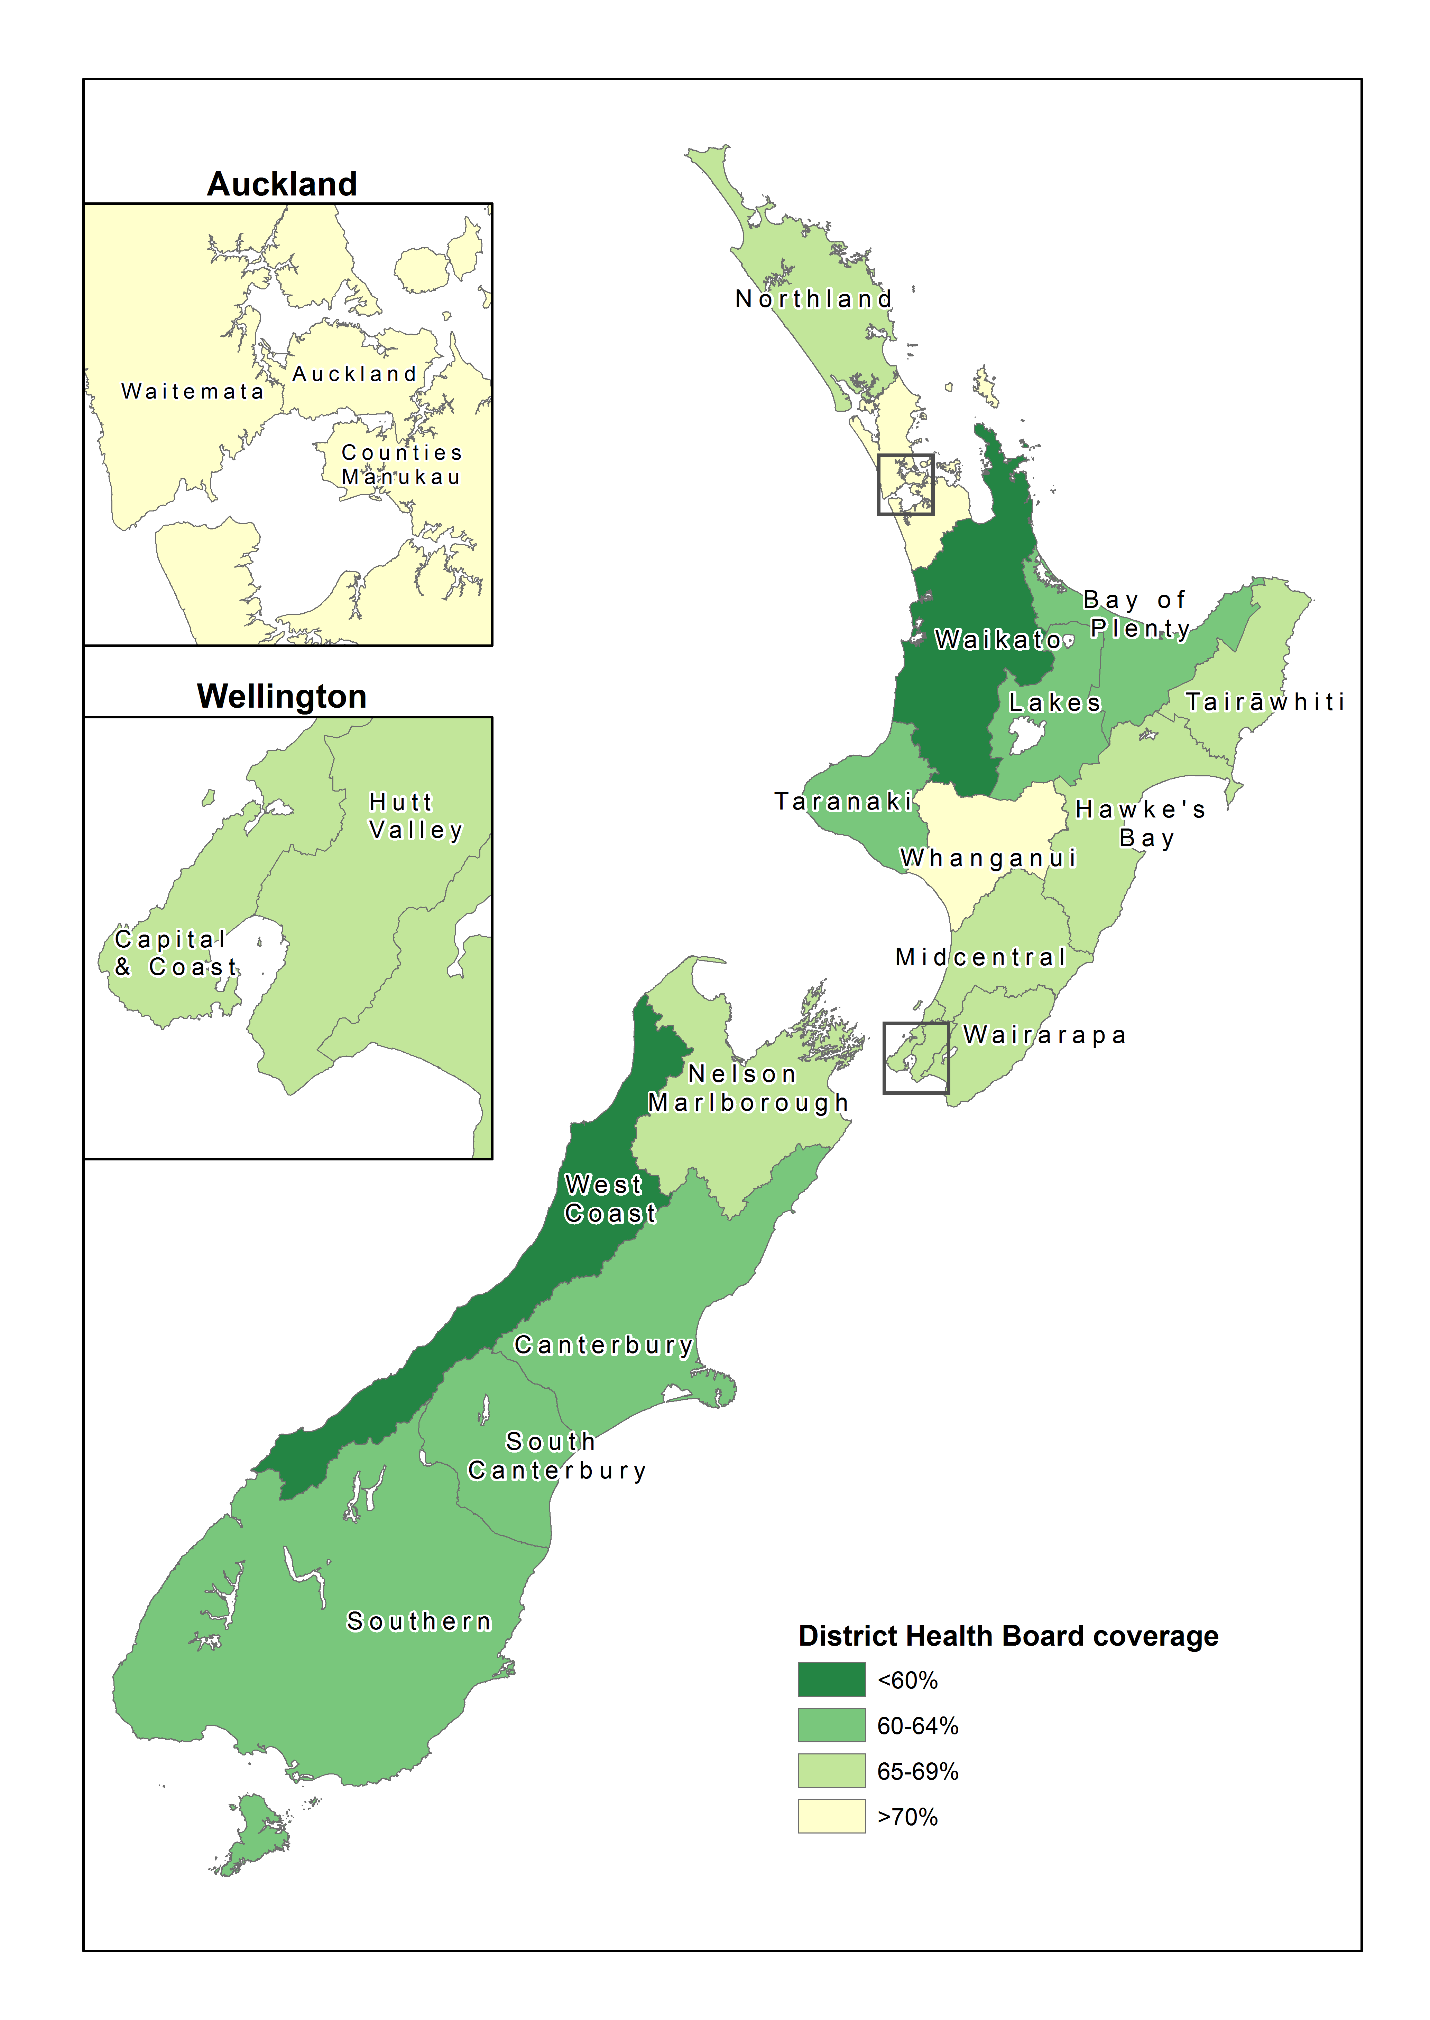 Auckland
Waitemata
Auckland
Counties
Manukau
Wellington
Hutt
Valley
Capital
& Coast
Northland
Bay of
Plenty
Waikato
Lakes
Tairāwhiti
Taranaki
Hawke's
Bay
Whanganui
Midcentral
Wairarapa
Nelson
Marlborough
West
Coast
Canterbury
South
Canterbury
Southern
District Health Board coverage
<60%
60-64%
65-69%
>70%